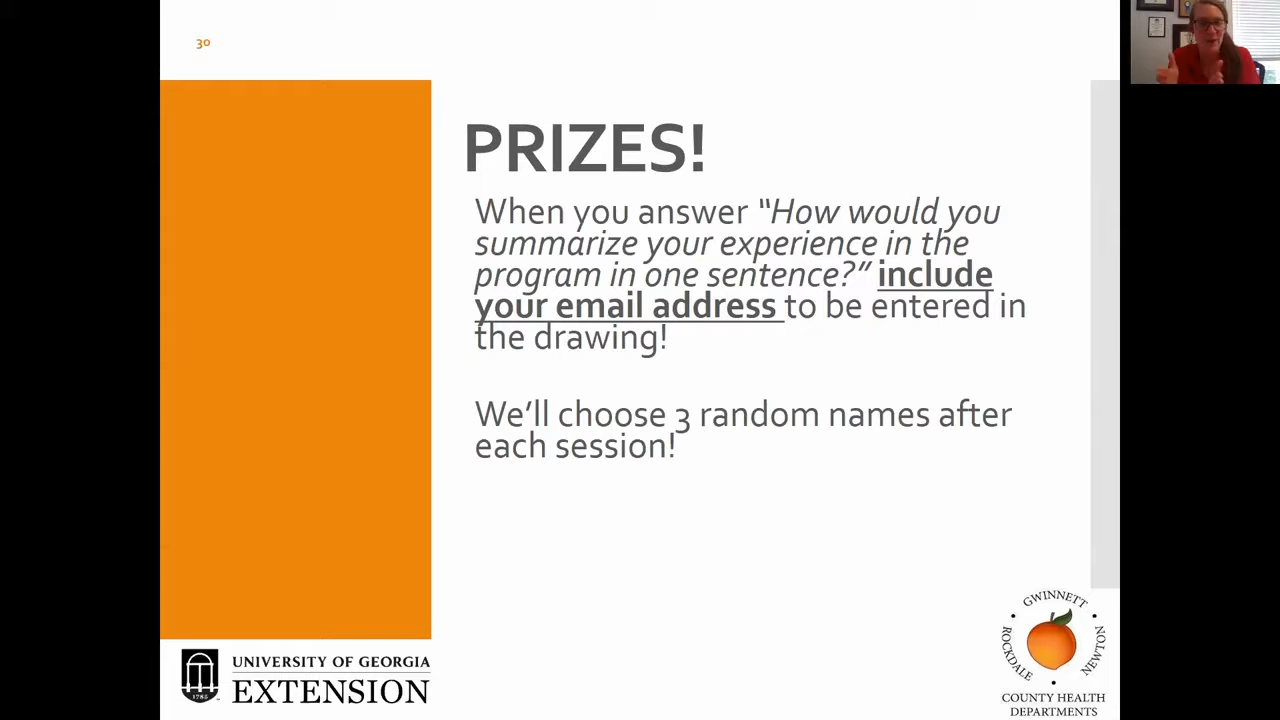 30
PRIZES!
When you answer “How would you
summarize your experience in the
program in one sentence?” include
your email address to be entered in
the drawing!
We’ll choose 3 random names after
each session!
1785
UNIVERSITY OF GEORGIA
EXTENSION
GWINNETT
ROCKDALE
NEWTON
COUNTY HEALTH
DEPARTMENTS